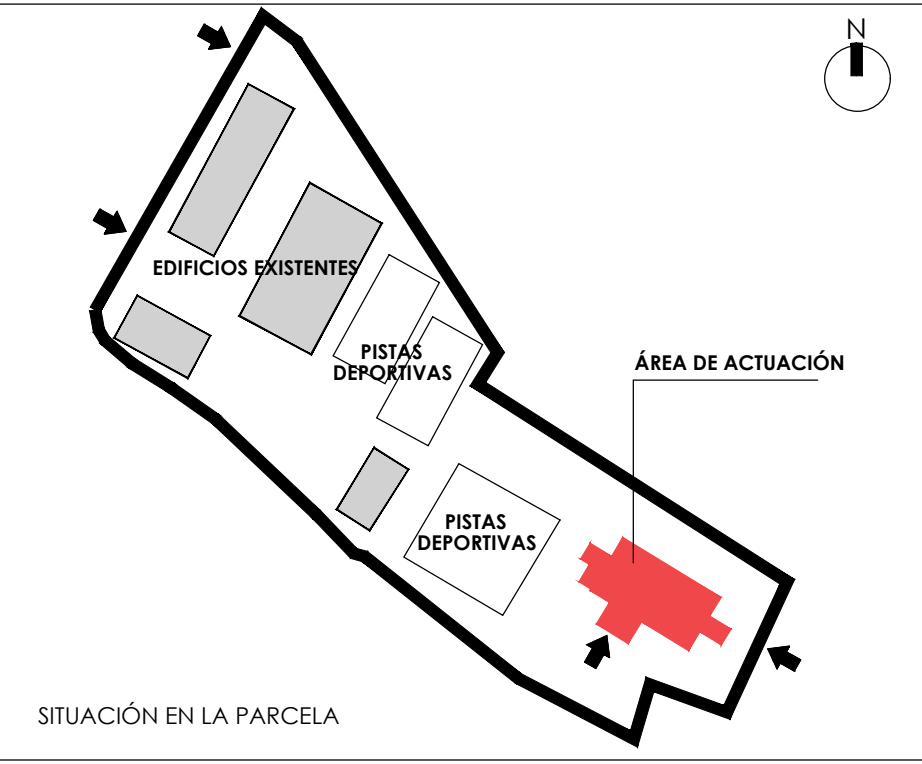 N
EDIFICIOS EXISTENTES
PISTAS
DEPORTIVAS
ÁREA DE ACTUACIÓN
PISTAS
DEPORTIVAS
SITUACIÓN EN LA PARCELA